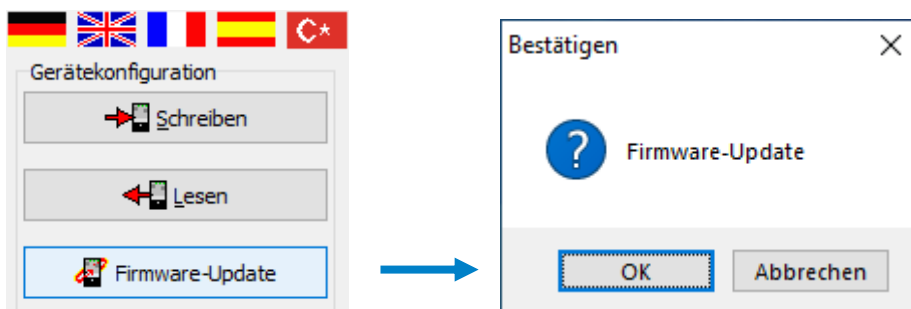 Gerätekonfiguration
Schreiben
Lesen
Firmware-Update
Bestätigen
Firmware-Update
OK
Abbrechen